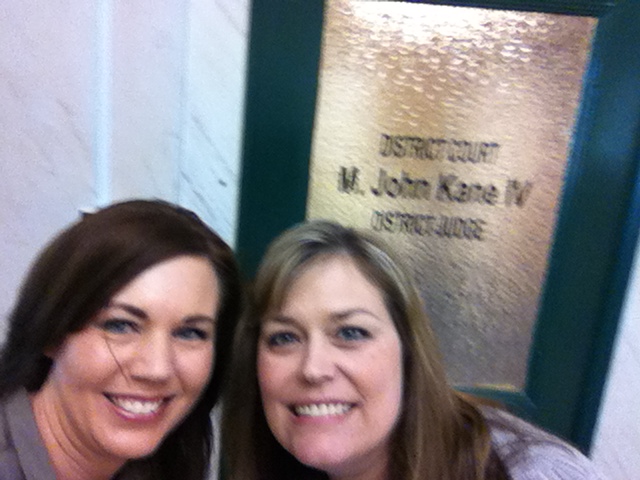 DISTRICT COURT
M. John Kane IV
DISTRICT JUDGE